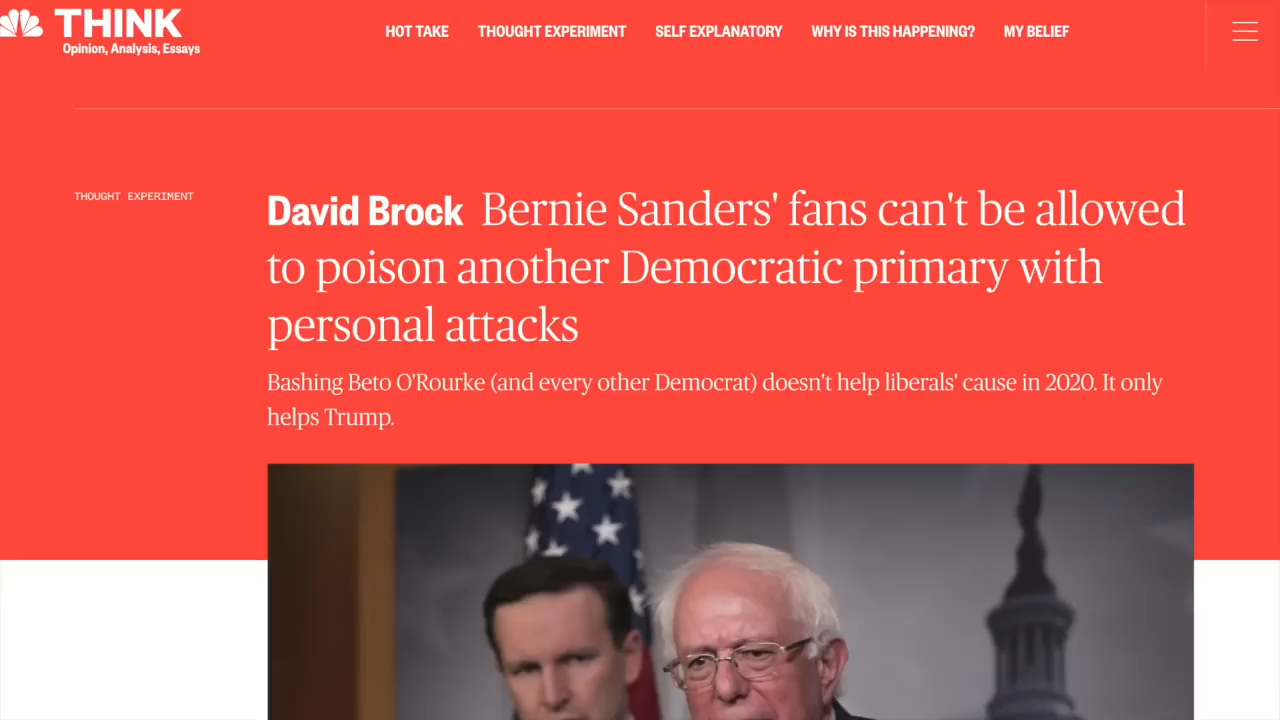 THINK
Opinion, Analysis, Essays
HOT TAKE THOUGHT EXPERIMENT SELF EXPLANATORY WHY IS THIS HAPPENING? MY BELIEF
THOUGHT EXPERIMENT
David Brock Bernie Sanders' fans can't be allowed
to poison another Democratic primary with
personal attacks
Bashing Beto O'Rourke (and every other Democrat) doesn't help liberals' cause in 2020. It only
helps Trump.